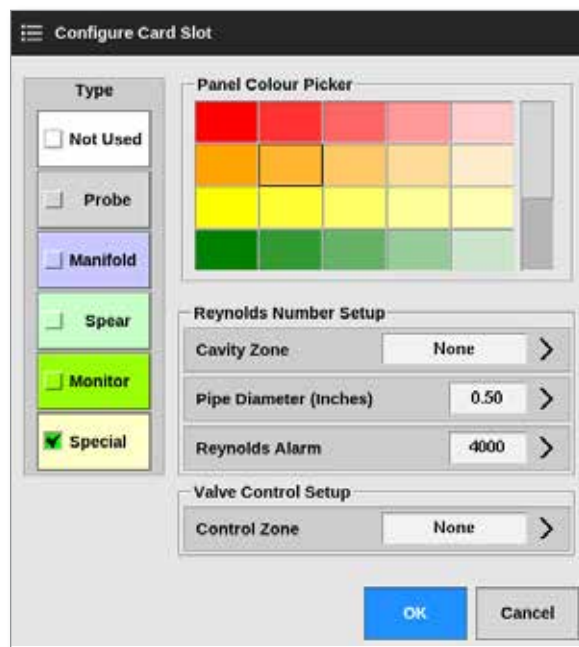 Configure Card Slot
Type
Not Used
Probe
Manifold
Spear
Monitor
Special
Panel Colour Picker
Reynolds Number Setup
Cavity Zone None
Pipe Diameter (Inches) 0.50
Reynolds Alarm 4000
Valve Control Setup
Control Zone None
OK Cancel